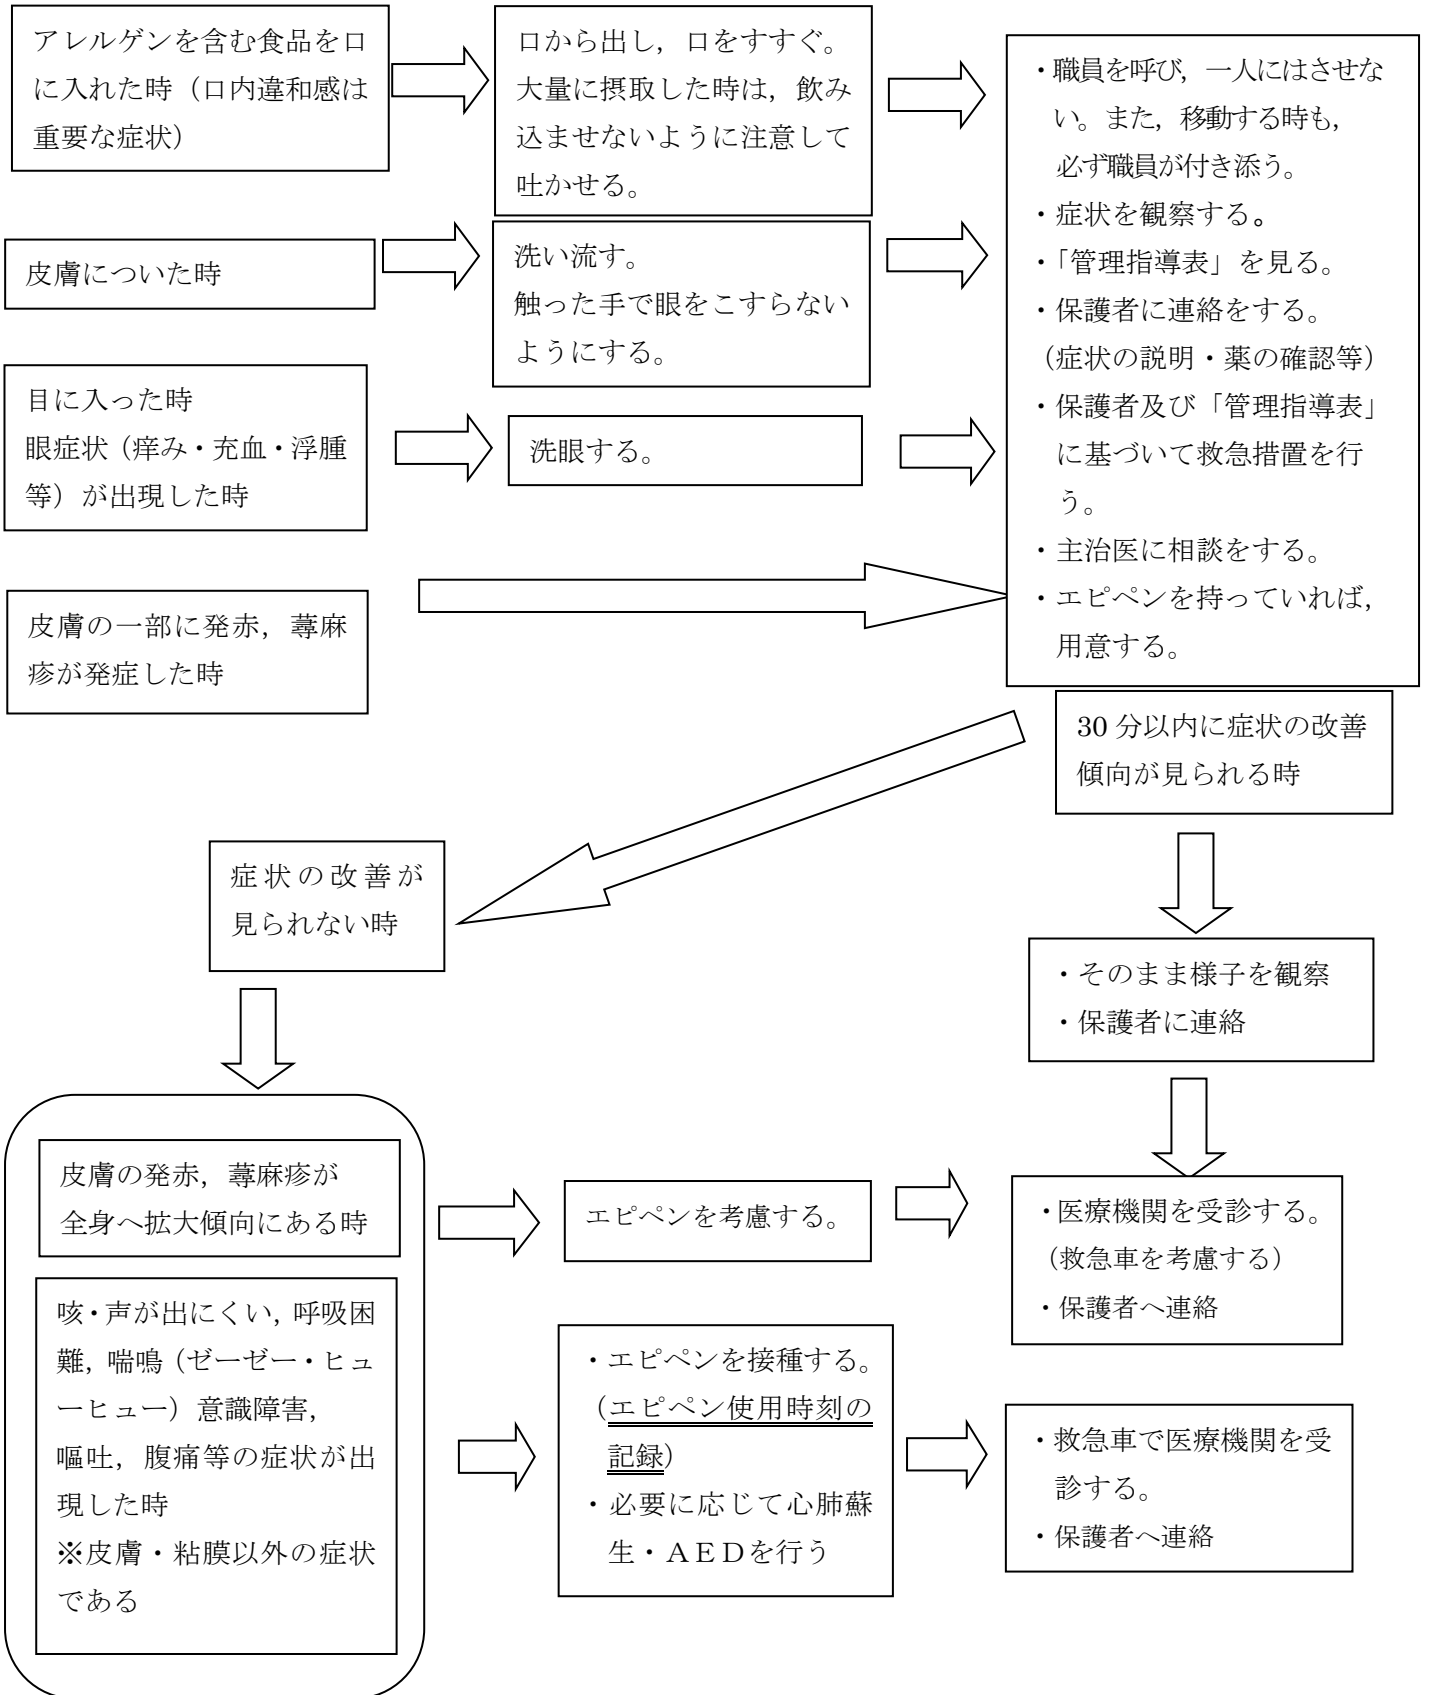 アレルゲンを含む食品を口
に入れた時（口内違和感は
重要な症状）
口から出し，口をすすぐ。
大量に摂取した時は，飲み
込ませないように注意して
吐かせる。
・職員を呼び，一人にはさせな
い。また，移動する時も，
必ず職員が付き添う。
・症状を観察する。
・「管理指導表」を見る。
・保護者に連絡をする。
（症状の説明・薬の確認等）
・保護者及び「管理指導表」
に基づいて救急措置を行
う。
・主治医に相談をする。
・エピペンを持っていれば，
用意する。
皮膚についた時
洗い流す。
触った手で眼をこすらない
ようにする。
目に入った時
眼症状（痒み・充血・浮腫
等）が出現した時
洗眼する。
皮膚の一部に発赤，蕁麻
疹が発症した時
30 分以内に症状の改善
傾向が見られる時
症状の改善が
見られない時
・そのまま様子を観察
・保護者に連絡
皮膚の発赤，蕁麻疹が
全身へ拡大傾向にある時
エピペンを考慮する。
・医療機関を受診する。
（救急車を考慮する）
・保護者へ連絡
咳・声が出にくい，呼吸困
難，喘鳴（ゼーゼー・ヒュ
ーヒュー）意識障害，
嘔吐，腹痛等の症状が出
現した時
※皮膚・粘膜以外の症状
である
・エピペンを接種する。
（エピペン使用時刻の
記録）
・必要に応じて心肺蘇
生・ＡＥＤを行う
・救急車で医療機関を受
診する。
・保護者へ連絡